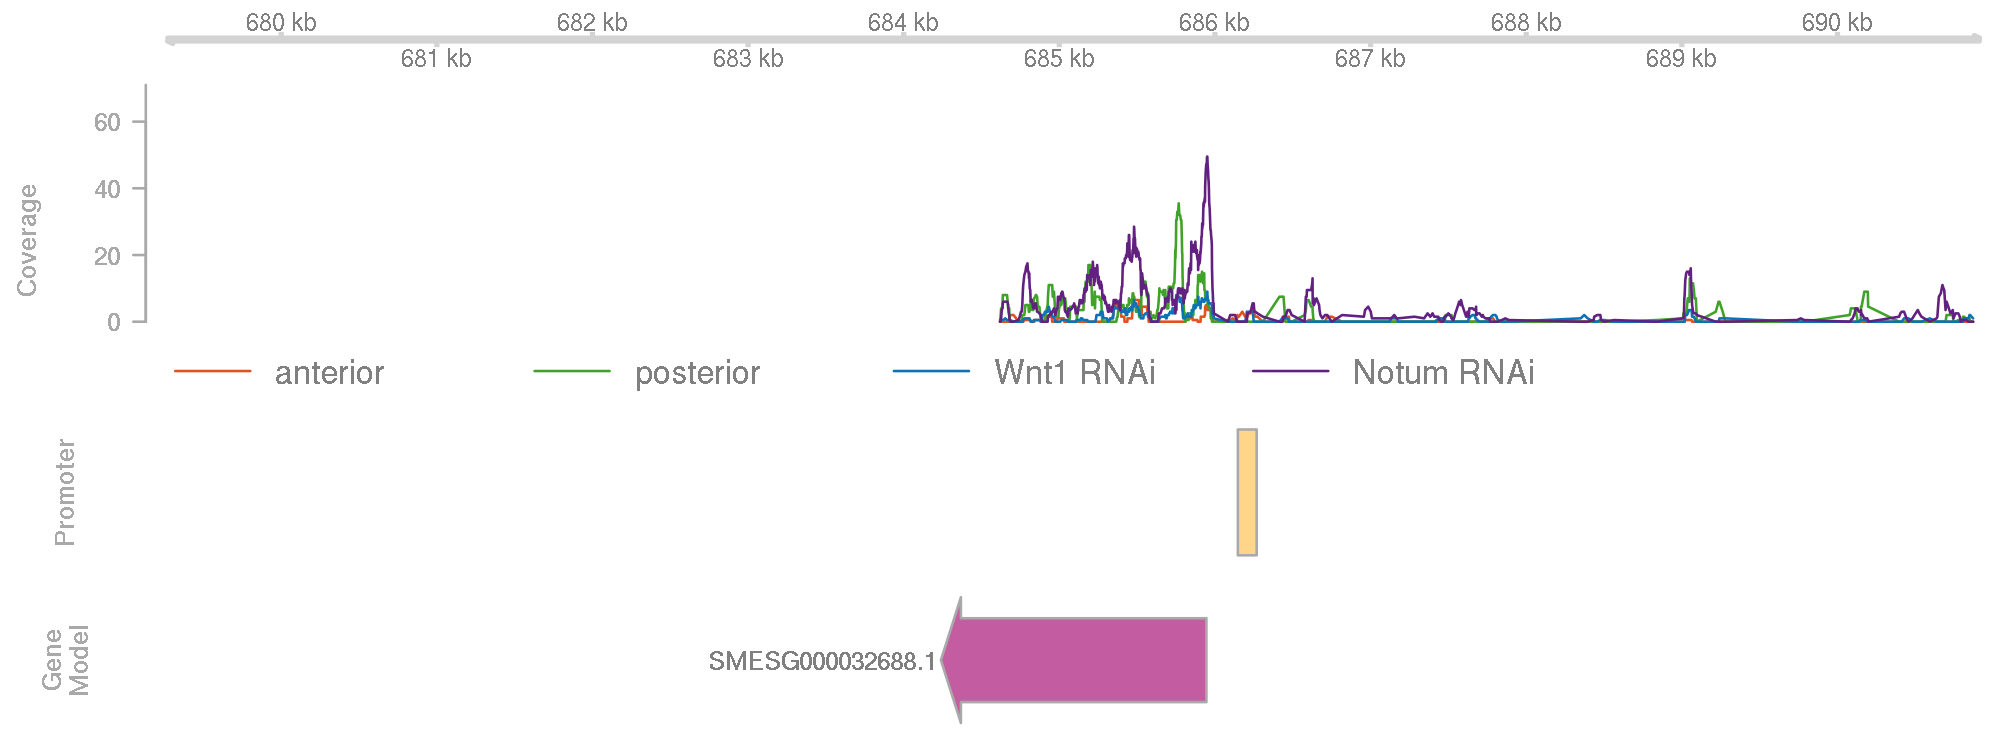 680 kb 682 kb 684 kb 686 kb 688 kb 690 kb
681 kb 683 kb 685 kb 687 kb 689 kb
Coverage
60
40
20
0
anterior posterior Wnt1 RNAi Notum RNAi
Promoter
Gene
Model
SMESG000032688.1